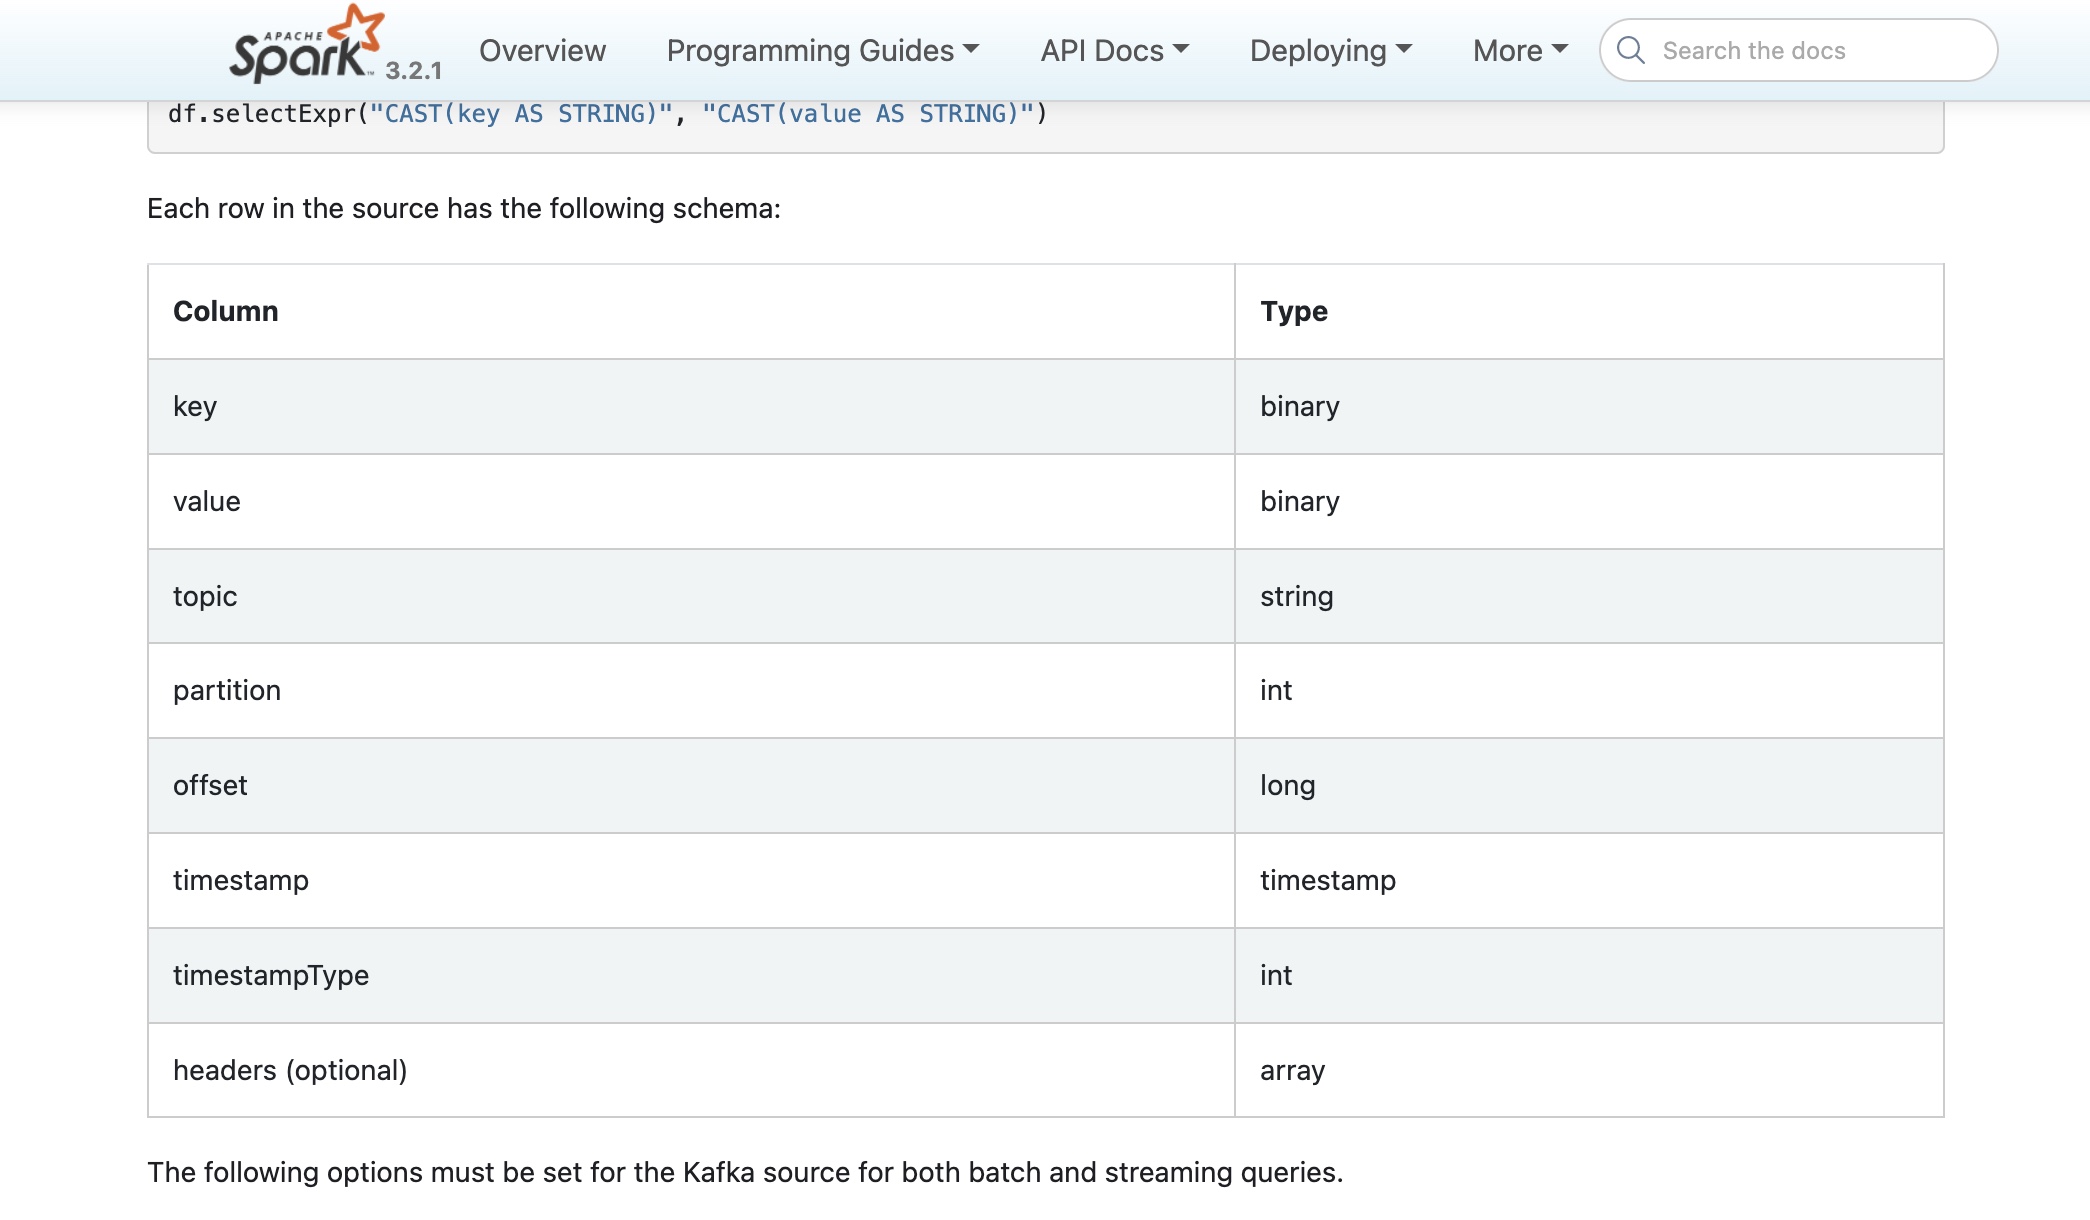 APACHE
Spark™ 3.2.1 Overview Programming Guides API Docs Deploying More Search the docs
df.selectExpr("CAST(key AS STRING)", "CAST(value AS STRING)")
Each row in the source has the following schema:
Column Type
key binary
value binary
topic string
partition int
offset long
timestamp timestamp
timestampType int
headers (optional) array
The following options must be set for the Kafka source for both batch and streaming queries.